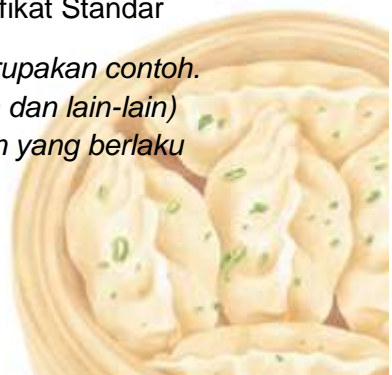 fikat Standar
rupakan contoh.
dan lain-lain)
yang berlaku